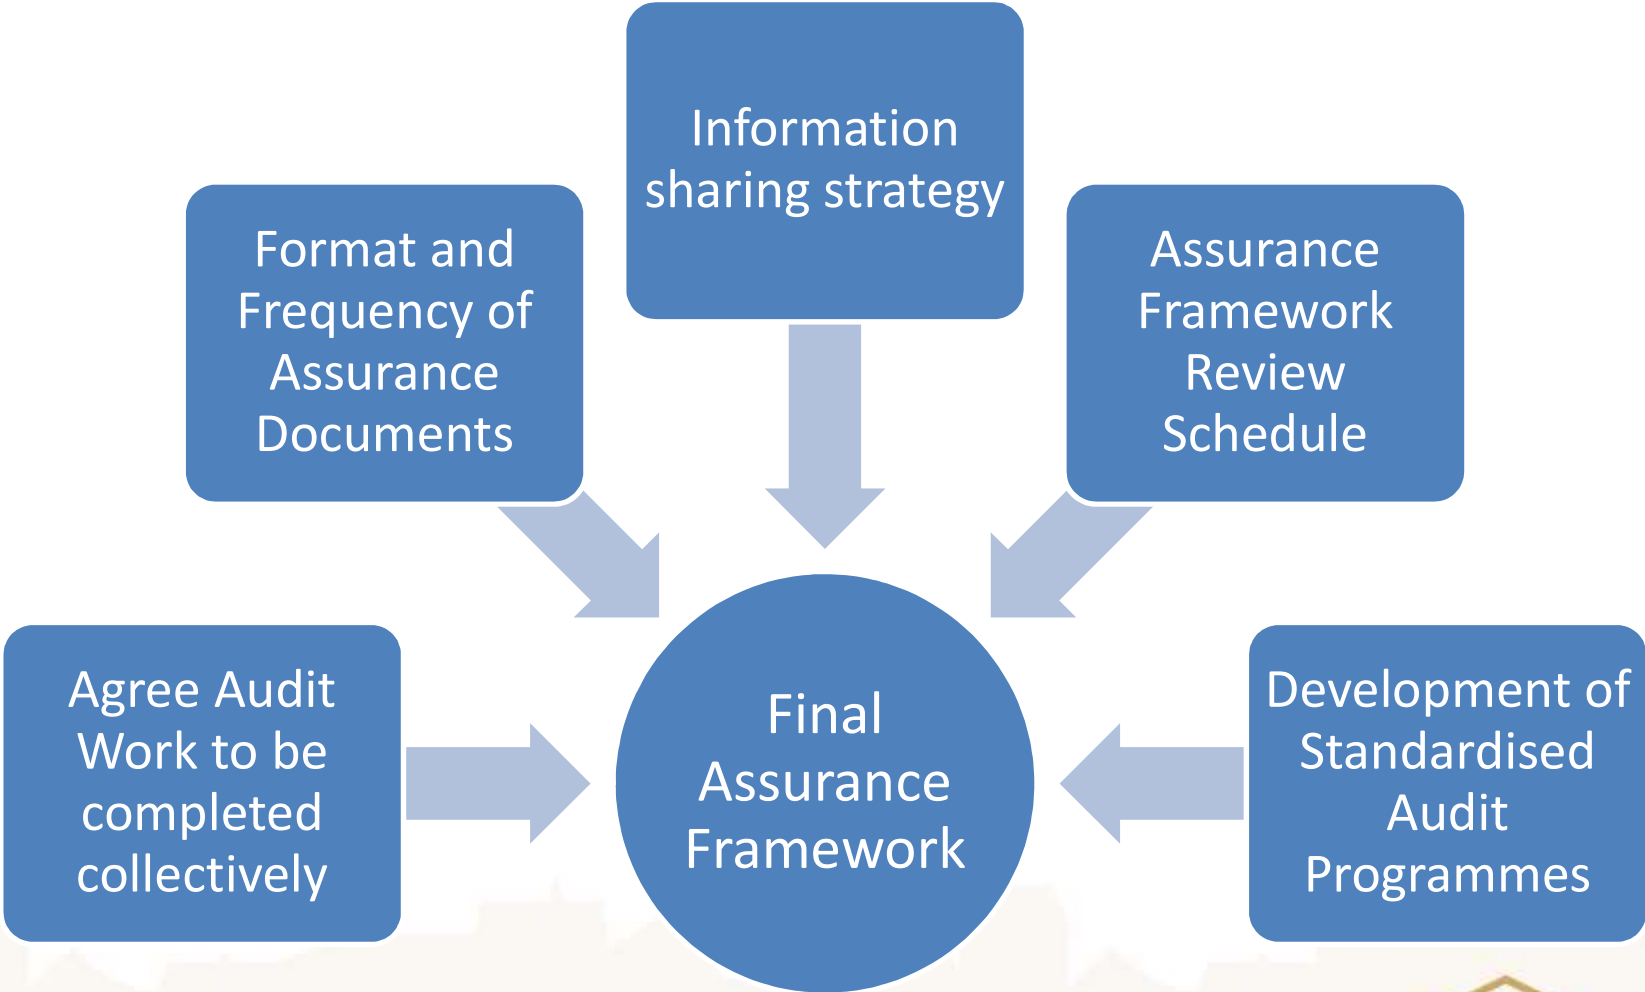 Information
sharing strategy
Format and
Frequency of
Assurance
Documents
Assurance
Framework
Review
Schedule
Agree Audit
Work to be
completed
collectively
Final
Assurance
Framework
Development of
Standardised
Audit
Programmes